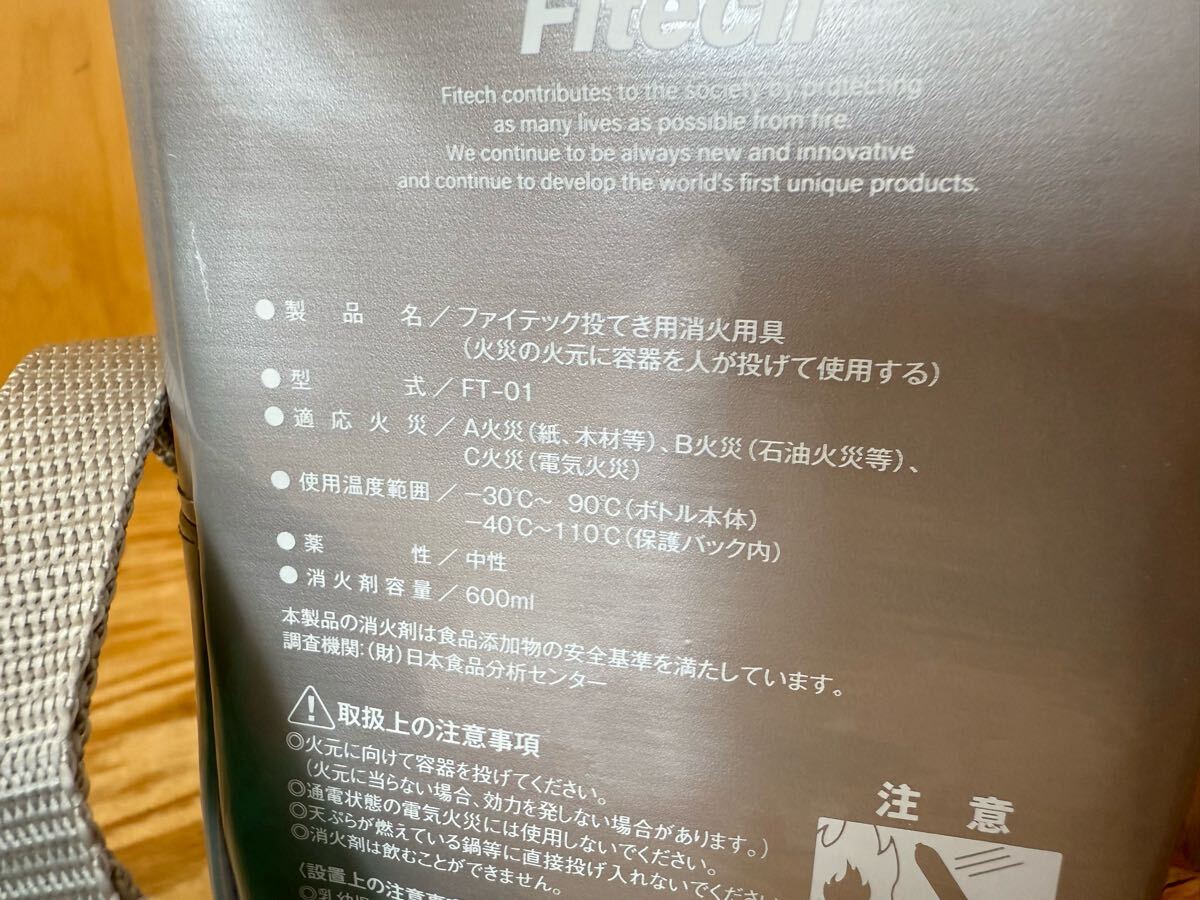 Fitech
Fitech contributes to the society by protecting
as many lives as possible from fire.
We continue to be always new and innovative
and continue to develop the world's first unique products.
●製品名／ファイテック投てき用消火用具
（火災の火元に容器を人が投げて使用する）
●型式／FT-01
●適応火災／A火災（紙、木材等）、B火災（石油火災等）、
C火災（電気火災）
●使用温度範囲／−30℃〜 90℃（ボトル本体）
−40℃〜110℃（保護バック内）
●薬性／中性
●消火剤容量／600ml
本製品の消火剤は食品添加物の安全基準を満たしています。
調査機関：（財）日本食品分析センター
取扱上の注意事項
◎火元に向けて容器を投げてください。
（火元に当らない場合、効力を発しない場合があります。）
◎通電状態の電気火災には使用しないでください。
◎天ぷらが燃えている鍋等に直接投げ入れないでくださ
◎消火剤は飲むことができません。
注意
〈設置上の注意事